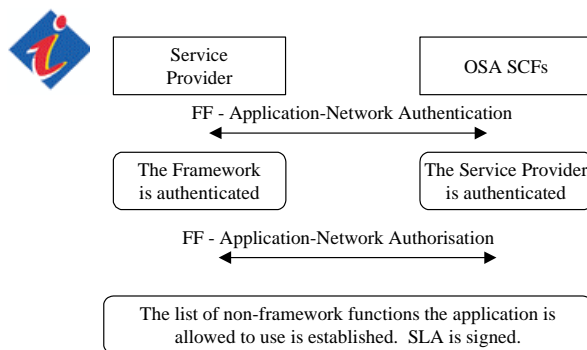 i
Service
Provider
OSA SCFs
FF - Application-Network Authentication
The Framework
is authenticated
The Service Provider
is authenticated
FF - Application-Network Authorisation
The list of non-framework functions the application is
allowed to use is established.  SLA is signed.